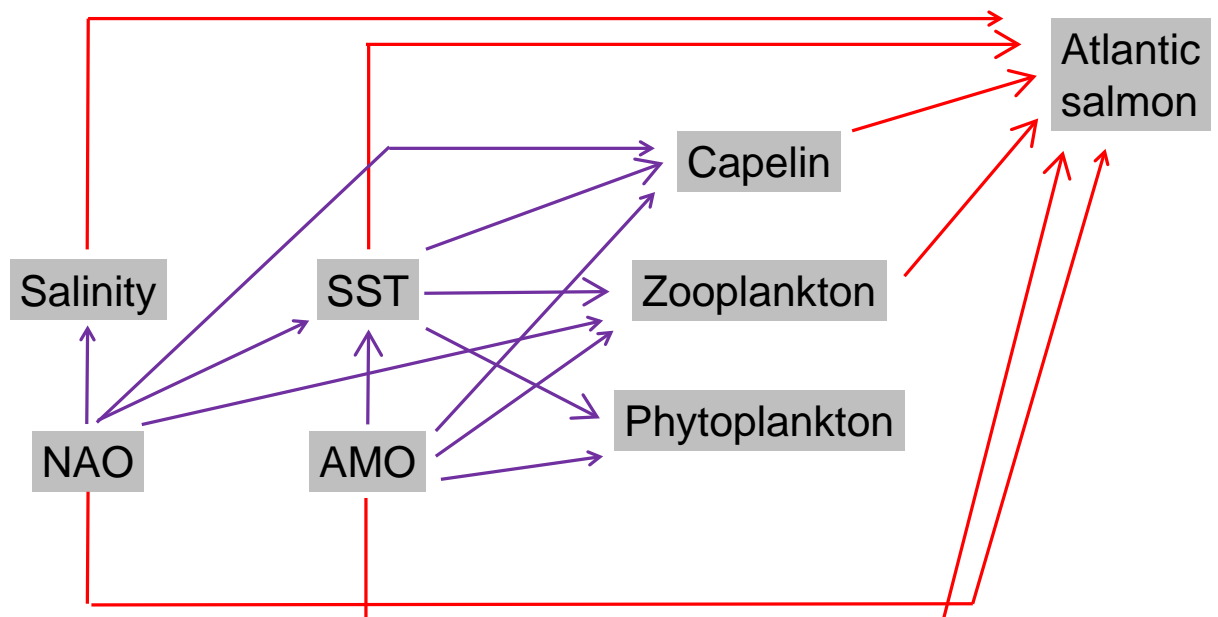 Atlantic
salmon
Capelin
Salinity
SST
Zooplankton
Phytoplankton
NAO
AMO